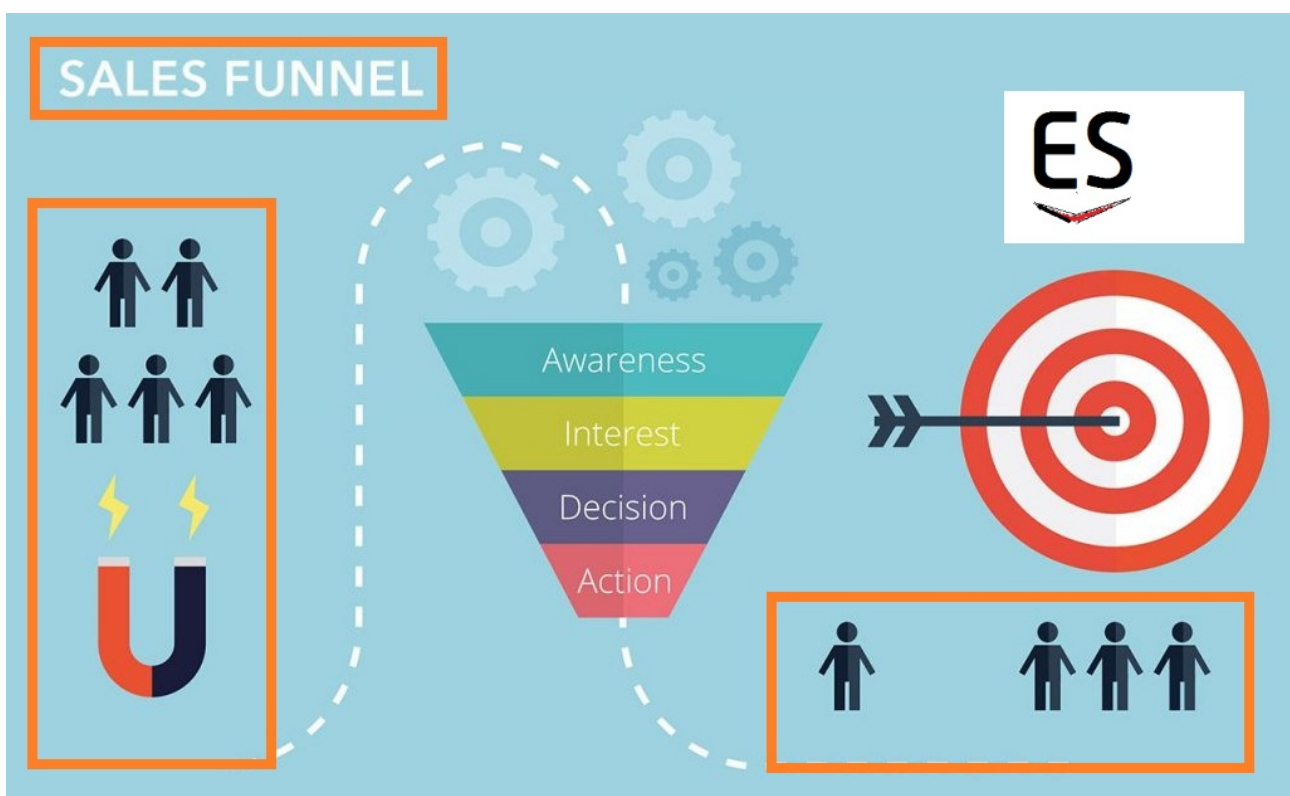 SALES FUNNEL
ES
Awareness
Interest
Decision
Action